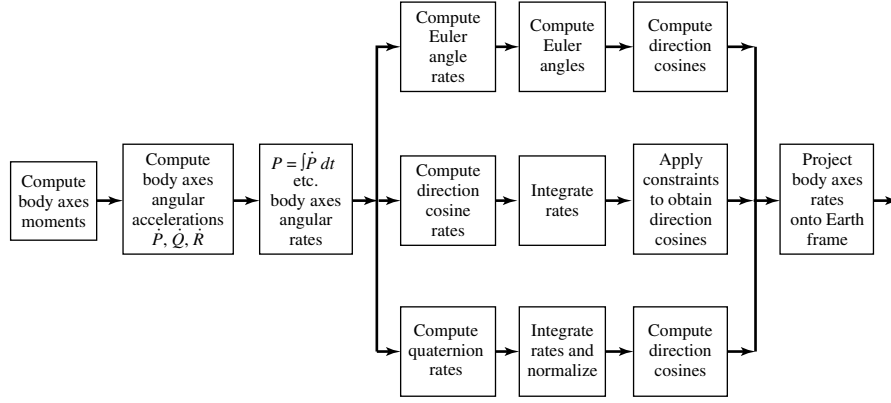 Compute
body axes
moments
Compute
body axes
angular
accelerations
Ṗ, Q̇, Ṙ
P = ∫Ṗ dt
etc.
body axes
angular
rates
Compute
Euler
angle
rates
Compute
Euler
angles
Compute
direction
cosines
Compute
direction
cosine
rates
Integrate
rates
Apply
constraints
to obtain
direction
cosines
Compute
quaternion
rates
Integrate
rates and
normalize
Compute
direction
cosines
Project
body axes
rates
onto Earth
frame